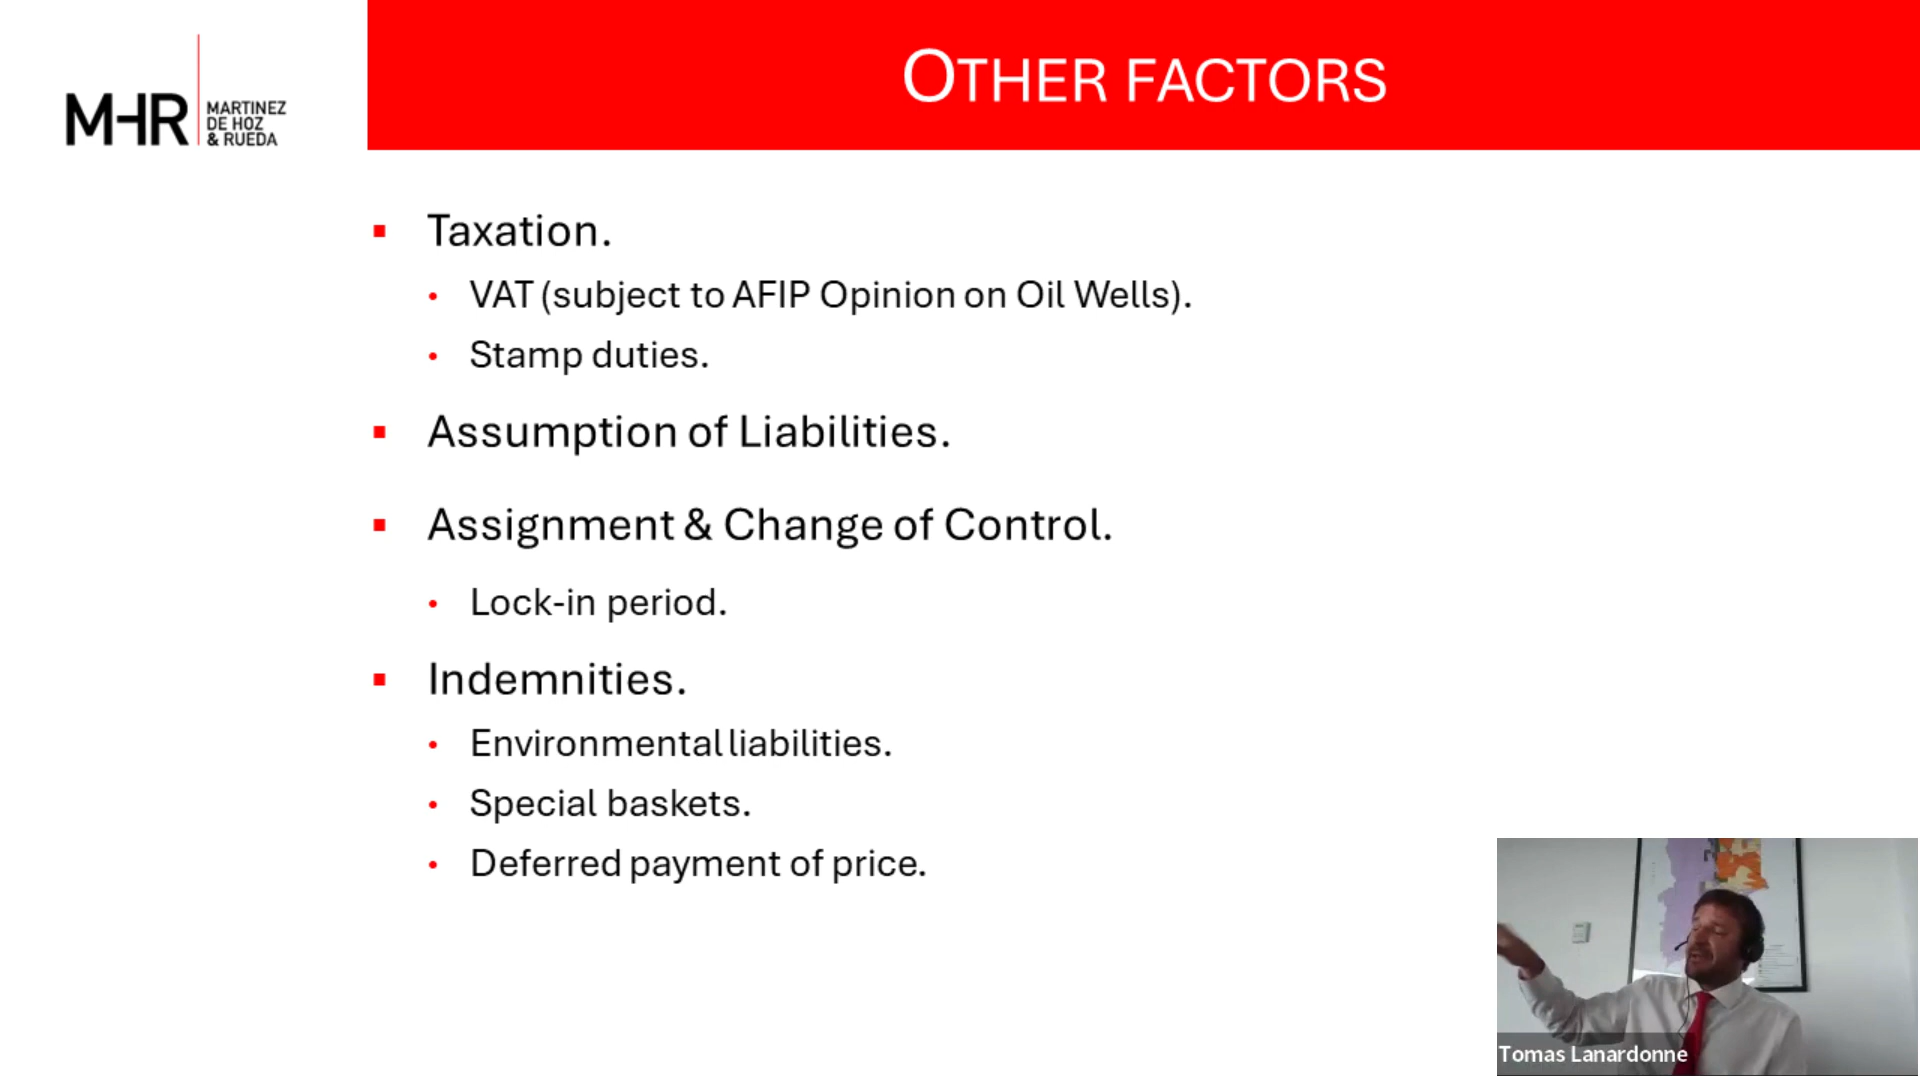 MHR
MARTINEZ
DE HOZ
& RUEDA
OTHER FACTORS
Taxation.
VAT (subject to AFIP Opinion on Oil Wells).
Stamp duties.
Assumption of Liabilities.
Assignment & Change of Control.
Lock-in period.
Indemnities.
Environmental liabilities.
Special baskets.
Deferred payment of price.
Tomas Lanardonne